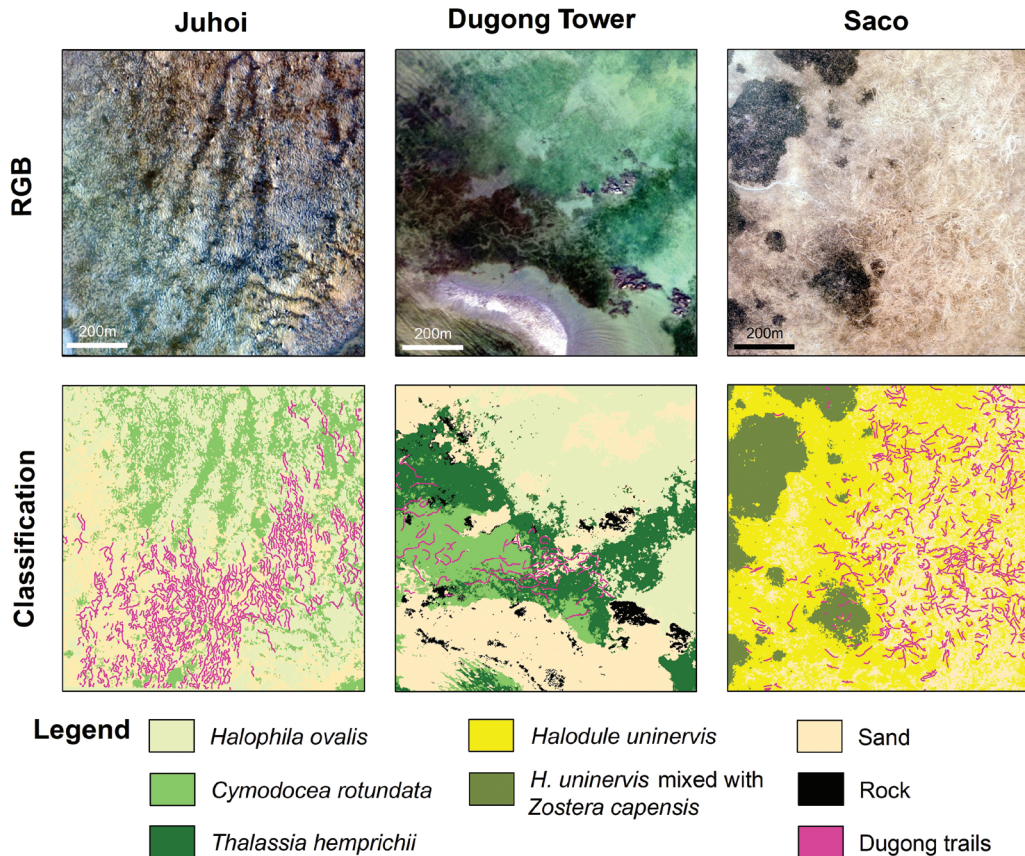 Juhoi
Dugong Tower
Saco
RGB
200m
200m
200m
Classification
Legend
Halophila ovalis
Cymodocea rotundata
Thalassia hemprichii
Halodule uninervis
H. uninervis mixed with
Zostera capensis
Sand
Rock
Dugong trails